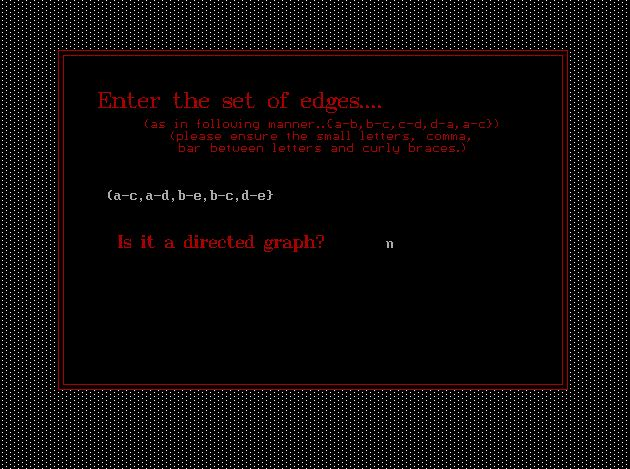 Enter the set of edges....
(as in following manner..{a-b,b-c,c-d,d-a,a-c})
(please ensure the small letters, comma,
bar between letters and curly braces.)
{a-c,a-d,b-e,b-c,d-e}
Is it a directed graph? n